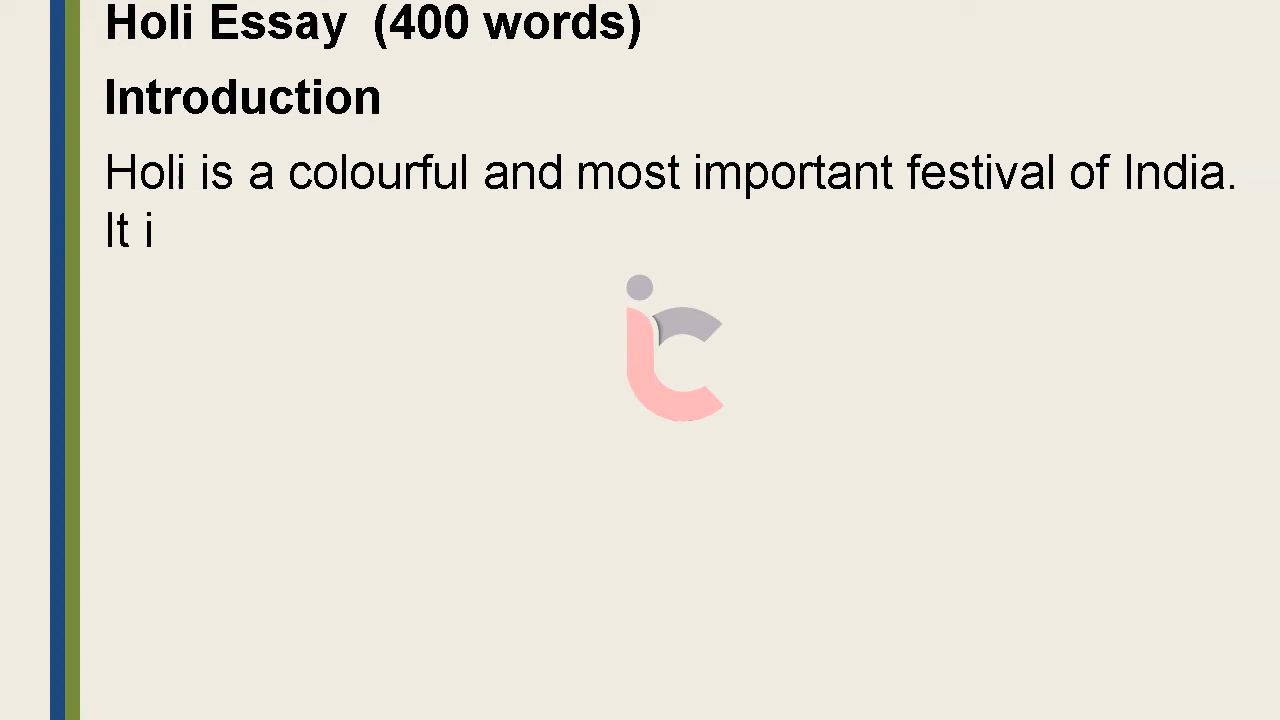 Holi Essay (400 words)
Introduction
Holi is a colourful and most important festival of India.
It i